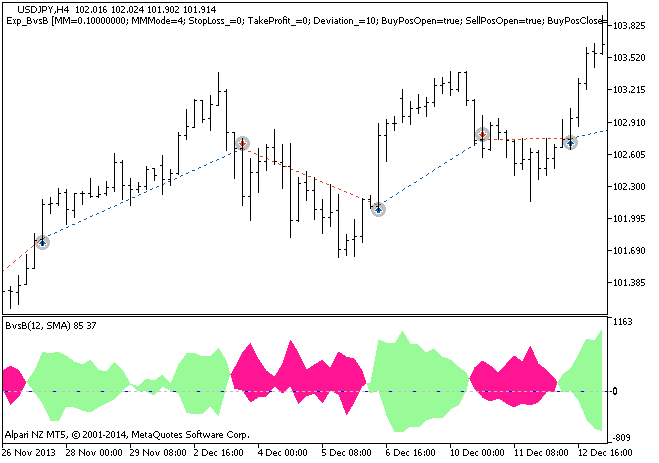 USDJPY,H4 102.016 102.024 101.902 101.914
Exp_BvsB [MM=0.10000000; MMMode=4; StopLoss_=0; TakeProfit_=0; Deviation_=10; BuyPosOpen=true; SellPosOpen=true; BuyPosClose=
103.825
103.520
103.215
102.910
102.605
102.300
101.995
101.690
101.385
BvsB(12, SMA) 85 37
1163
0
-809
Alpari NZ MT5, © 2001-2014, MetaQuotes Software Corp.
26 Nov 2013 28 Nov 00:00 29 Nov 08:00 2 Dec 16:00 4 Dec 00:00 5 Dec 08:00 6 Dec 16:00 10 Dec 00:00 11 Dec 08:00 12 Dec 16:00